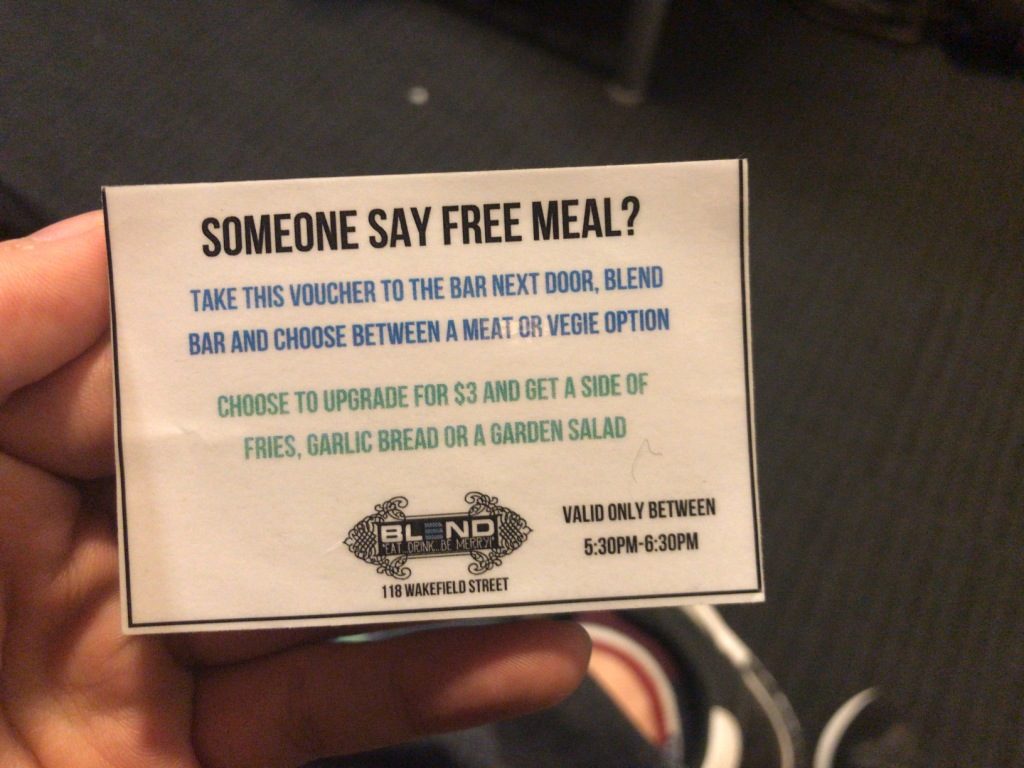 SOMEONE SAY FREE MEAL?
TAKE THIS VOUCHER TO THE BAR NEXT DOOR, BLEND
BAR AND CHOOSE BETWEEN A MEAT OR VEGIE OPTION
CHOOSE TO UPGRADE FOR $3 AND GET A SIDE OF
FRIES, GARLIC BREAD OR A GARDEN SALAD
BLEND
EAT...DRINK...BE MERRY!
118 WAKEFIELD STREET
VALID ONLY BETWEEN
5:30PM-6:30PM